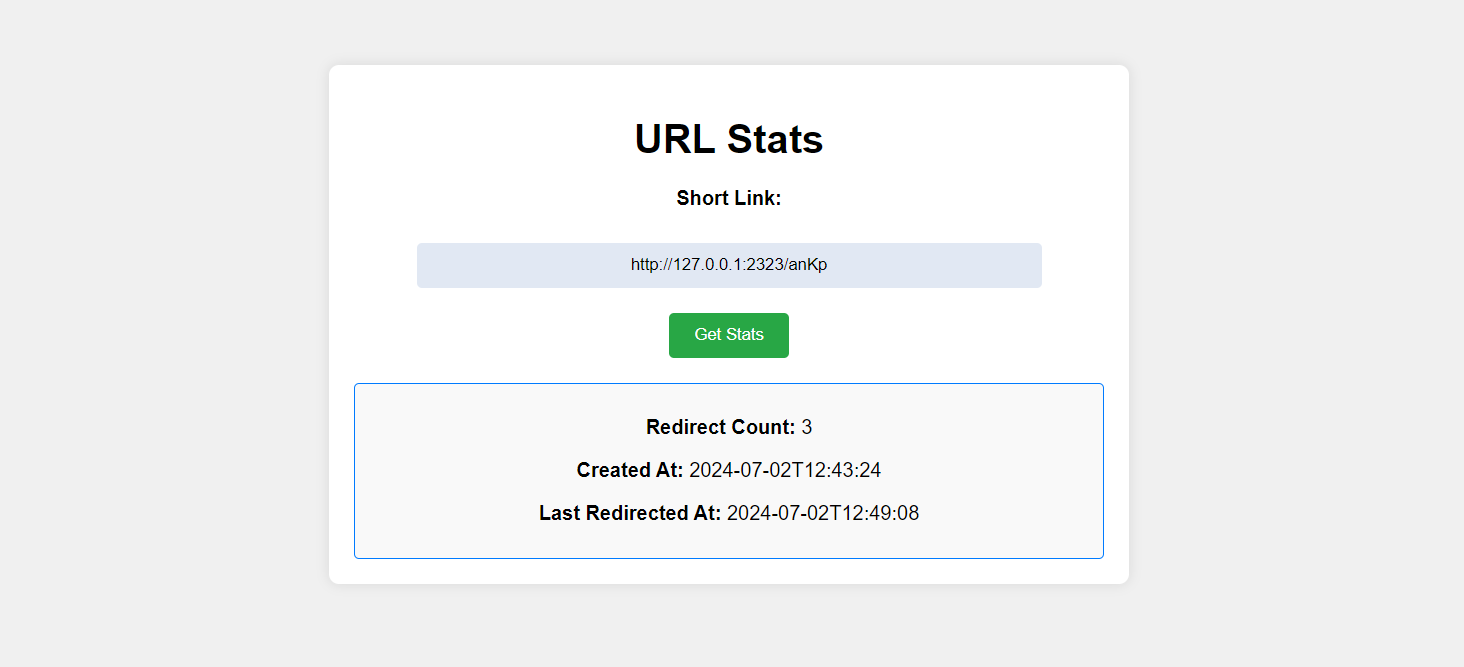 URL Stats
Short Link:
http://127.0.0.1:2323/anKp
Get Stats
Redirect Count: 3
Created At: 2024-07-02T12:43:24
Last Redirected At: 2024-07-02T12:49:08